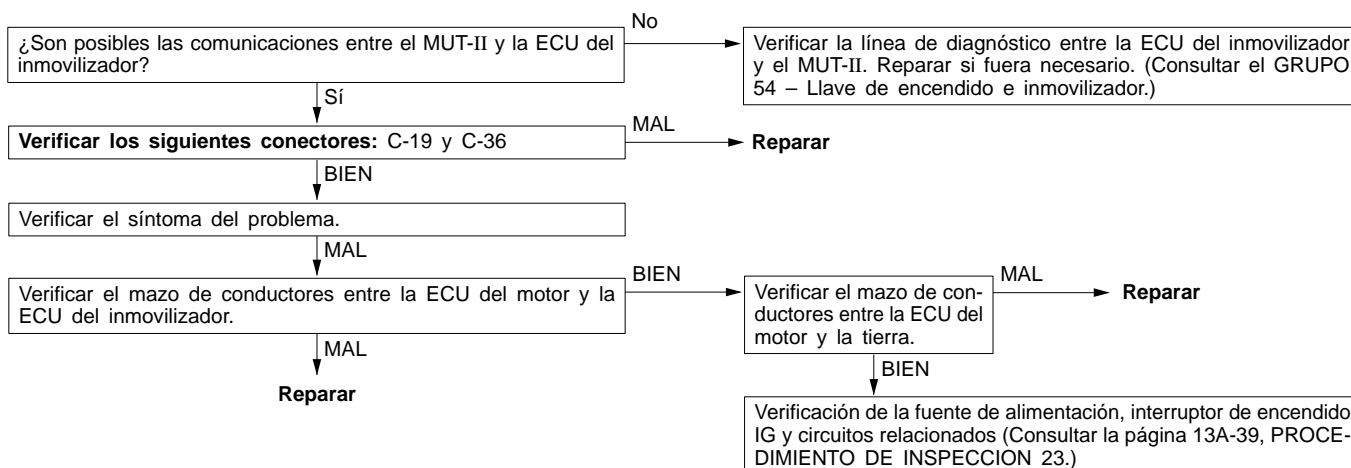 ¿Son posibles las comunicaciones entre el MUT-II y la ECU del
inmovilizador?
No
Verificar la línea de diagnóstico entre la ECU del inmovilizador
y el MUT-II. Reparar si fuera necesario. (Consultar el GRUPO
54 – Llave de encendido e inmovilizador.)
Sí
Verificar los siguientes conectores: C-19 y C-36
MAL
Reparar
BIEN
Verificar el síntoma del problema.
MAL
Verificar el mazo de conductores entre la ECU del motor y la
ECU del inmovilizador.
BIEN
Verificar el mazo de con-
ductores entre la ECU del
motor y la tierra.
MAL
Reparar
MAL
Reparar
BIEN
Verificación de la fuente de alimentación, interruptor de encendido
IG y circuitos relacionados (Consultar la página 13A-39, PROCE-
DIMIENTO DE INSPECCION 23.)